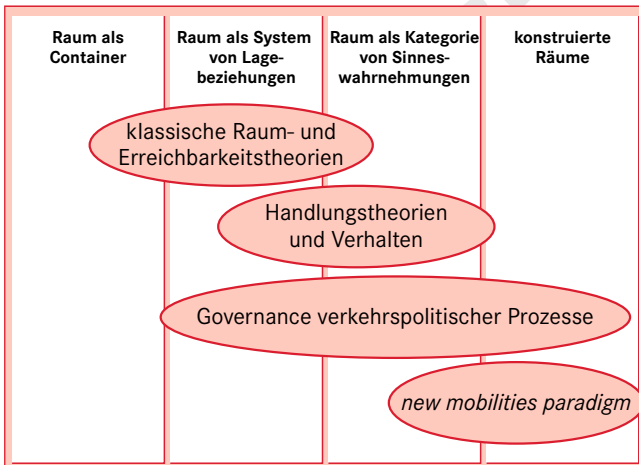 Raum als
Container
Raum als System
von Lage-
beziehungen
Raum als Kategorie
von Sinnes-
wahrnehmungen
konstruierte
Räume
klassische Raum- und
Erreichbarkeitstheorien
Handlungstheorien
und Verhalten
Governance verkehrspolitischer Prozesse
new mobilities paradigm